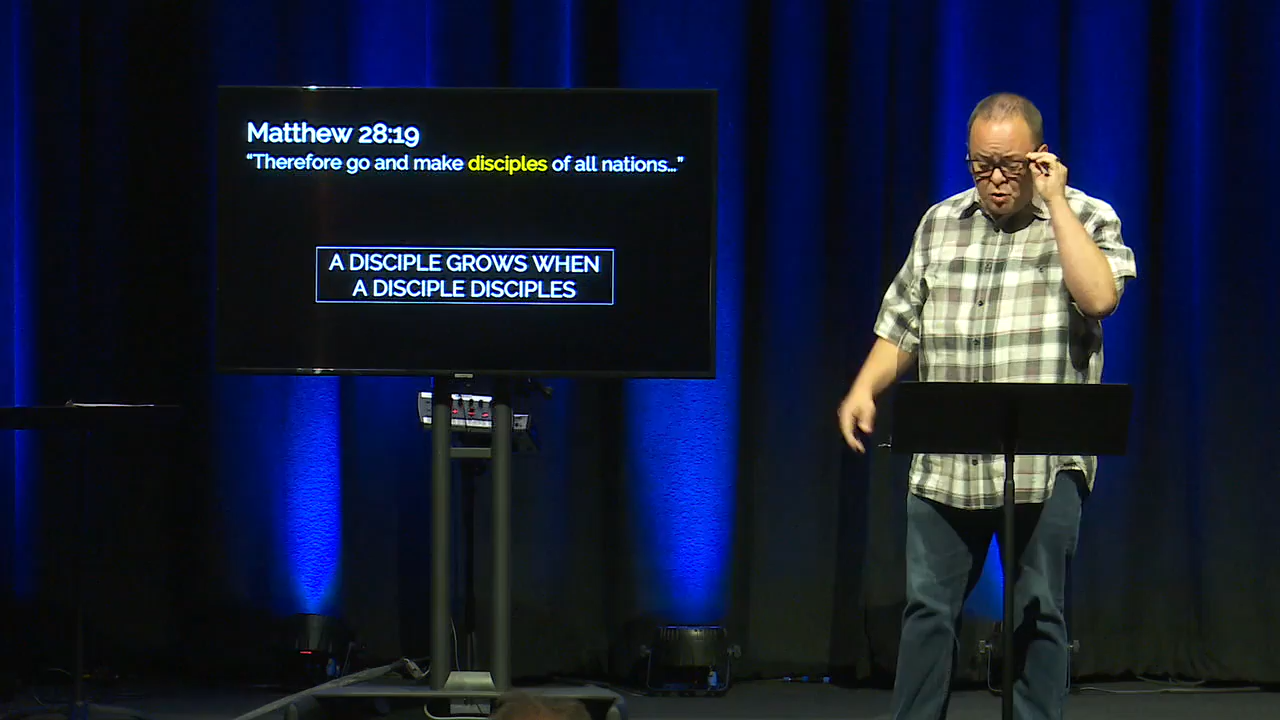 Matthew 28:19
“Therefore go and make disciples of all nations...”
A DISCIPLE GROWS WHEN
A DISCIPLE DISCIPLES